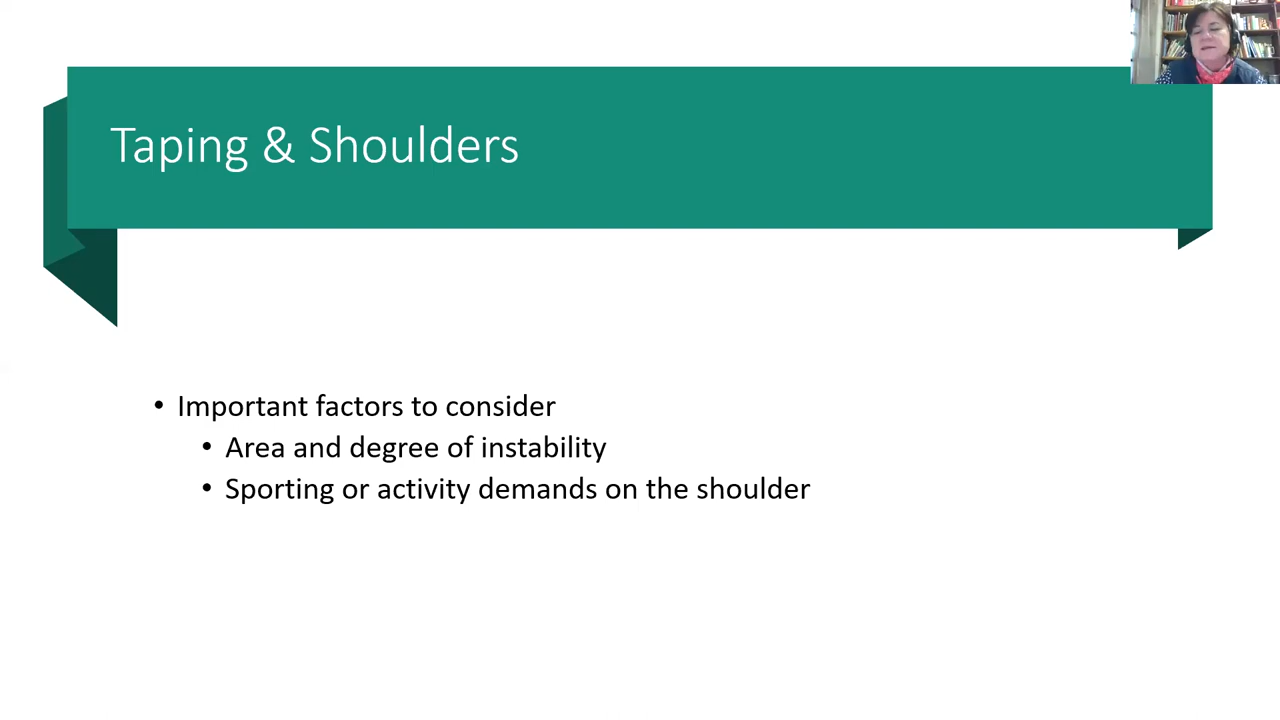 Taping & Shoulders
• Important factors to consider
• Area and degree of instability
• Sporting or activity demands on the shoulder